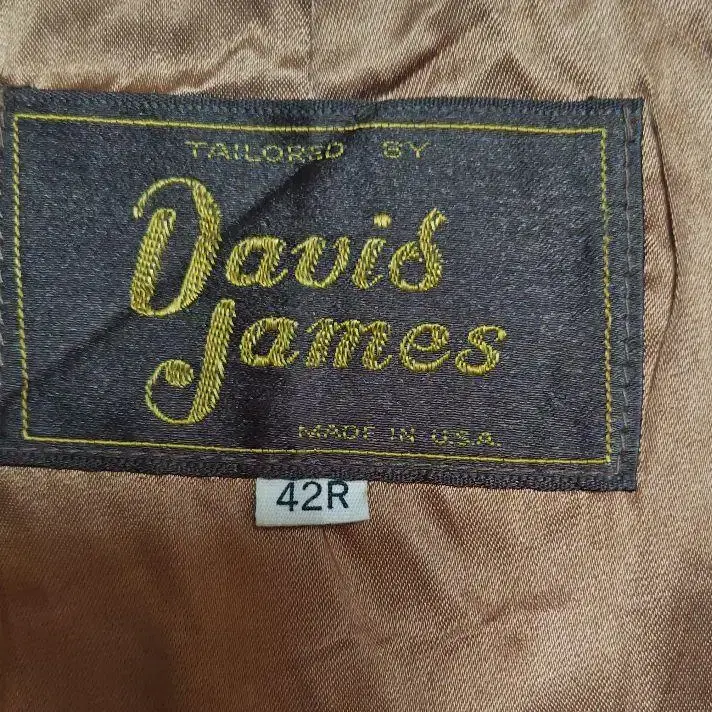 TAILORED BY
David
James
MADE IN U.S.A.
42R